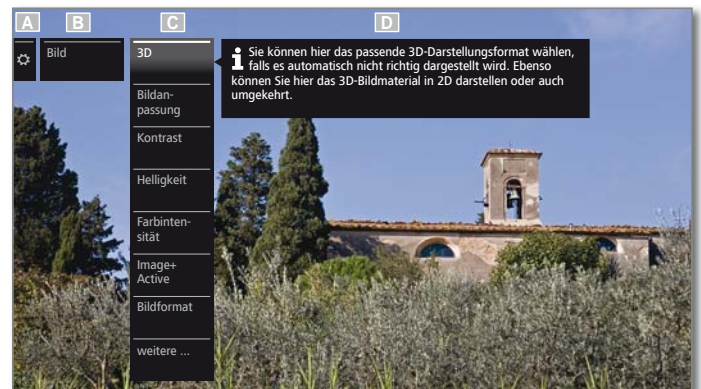 A B C D
Bild
3D
Sie können hier das passende 3D-Darstellungsformat wählen,
falls es automatisch nicht richtig dargestellt wird. Ebenso
können Sie hier das 3D-Bildmaterial in 2D darstellen oder auch
umgekehrt.
Bildan-
passung
Kontrast
Helligkeit
Farbinten-
sität
Image+
Active
Bildformat
weitere ...